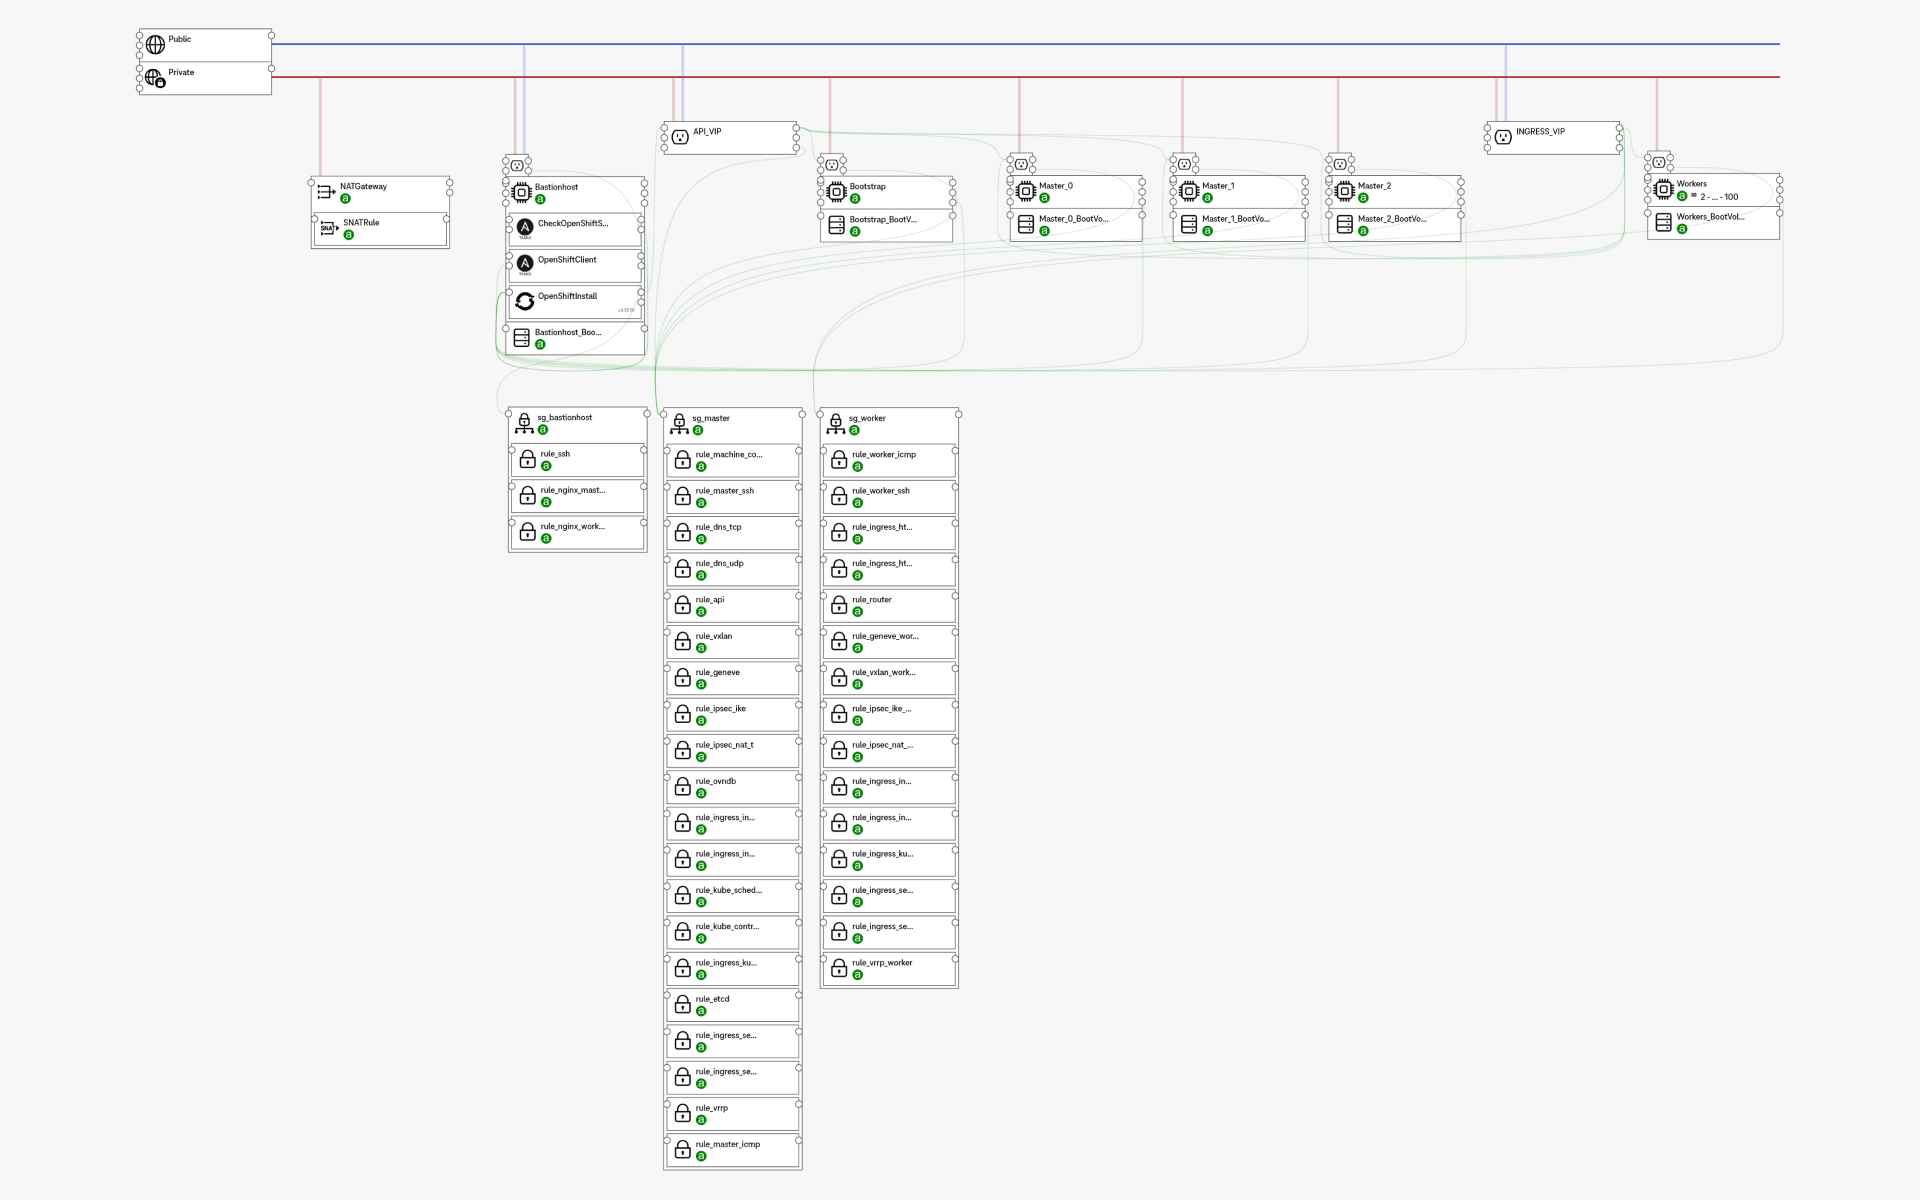 Public
Private
API_VIP
INGRESS_VIP
NATGateway
a
SNATRule
a
Bastionhost
a
CheckOpenShiftS...
TASKS
OpenShiftClient
TASKS
OpenShiftInstall
Bastionhost_Boo...
a
Bootstrap
a
Bootstrap_BootV...
a
Master_0
a
Master_0_BootVo...
a
Master_1
a
Master_1_BootVo...
a
Master_2
a
Master_2_BootVo...
a
Workers
a 2 - ... - 100
Workers_BootVol...
a
sg_bastionhost
a
rule_ssh
a
rule_nginx_mast...
a
rule_nginx_work...
a
sg_master
a
rule_machine_co...
a
rule_master_ssh
a
rule_dns_tcp
a
rule_dns_udp
a
rule_api
a
rule_vxlan
a
rule_geneve
a
rule_ipsec_ike
a
rule_ipsec_nat_t
a
rule_ovndb
a
rule_ingress_in...
a
rule_ingress_in...
a
rule_kube_sched...
a
rule_kube_contr...
a
rule_ingress_ku...
a
rule_etcd
a
rule_ingress_se...
a
rule_ingress_se...
a
rule_vrrp
a
rule_master_icmp
a
sg_worker
a
rule_worker_icmp
a
rule_worker_ssh
a
rule_ingress_ht...
a
rule_ingress_ht...
a
rule_router
a
rule_geneve_wor...
a
rule_vxlan_work...
a
rule_ipsec_ike_...
a
rule_ipsec_nat_...
a
rule_ingress_in...
a
rule_ingress_in...
a
rule_ingress_ku...
a
rule_ingress_se...
a
rule_ingress_se...
a
rule_vrrp_worker
a